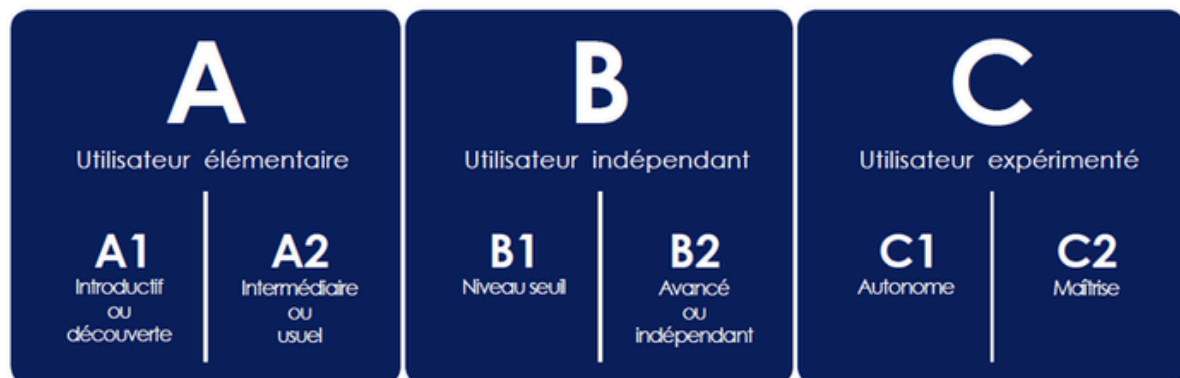 A
Utilisateur élémentaire
A1
Introductif
ou
découverte
A2
Intermédiaire
ou
usuel
B
Utilisateur indépendant
B1
Niveau seuil
B2
Avancé
ou
indépendant
C
Utilisateur expérimenté
C1
Autonome
C2
Maîtrise